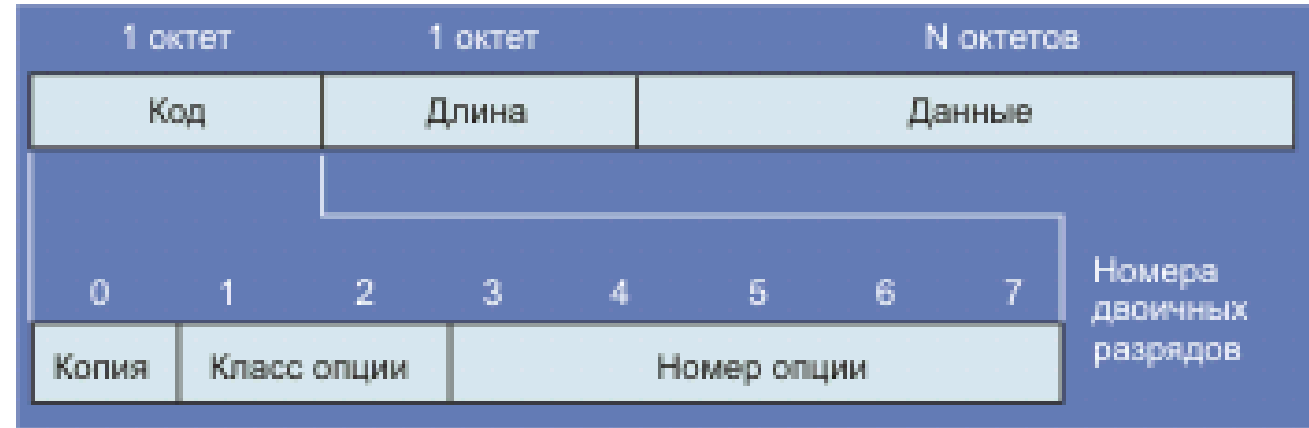 1 октет 1 октет N октетов
Код Длина Данные
0 1 2 3 4 5 6 7
Номера
двоичных
разрядов
Копия Класс опции Номер опции